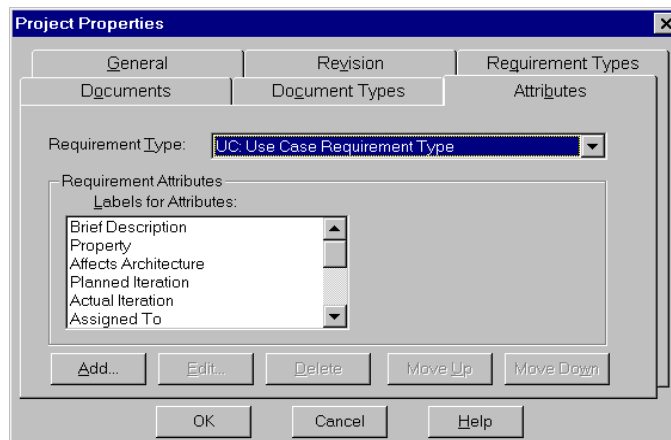 Project Properties
General Revision Requirement Types
Documents Document Types Attributes
Requirement Type: UC: Use Case Requirement Type
Requirement Attributes
Labels for Attributes:
Brief Description
Property
Affects Architecture
Planned Iteration
Actual Iteration
Assigned To
Add... Edit... Delete Move Up Move Down
OK Cancel Help